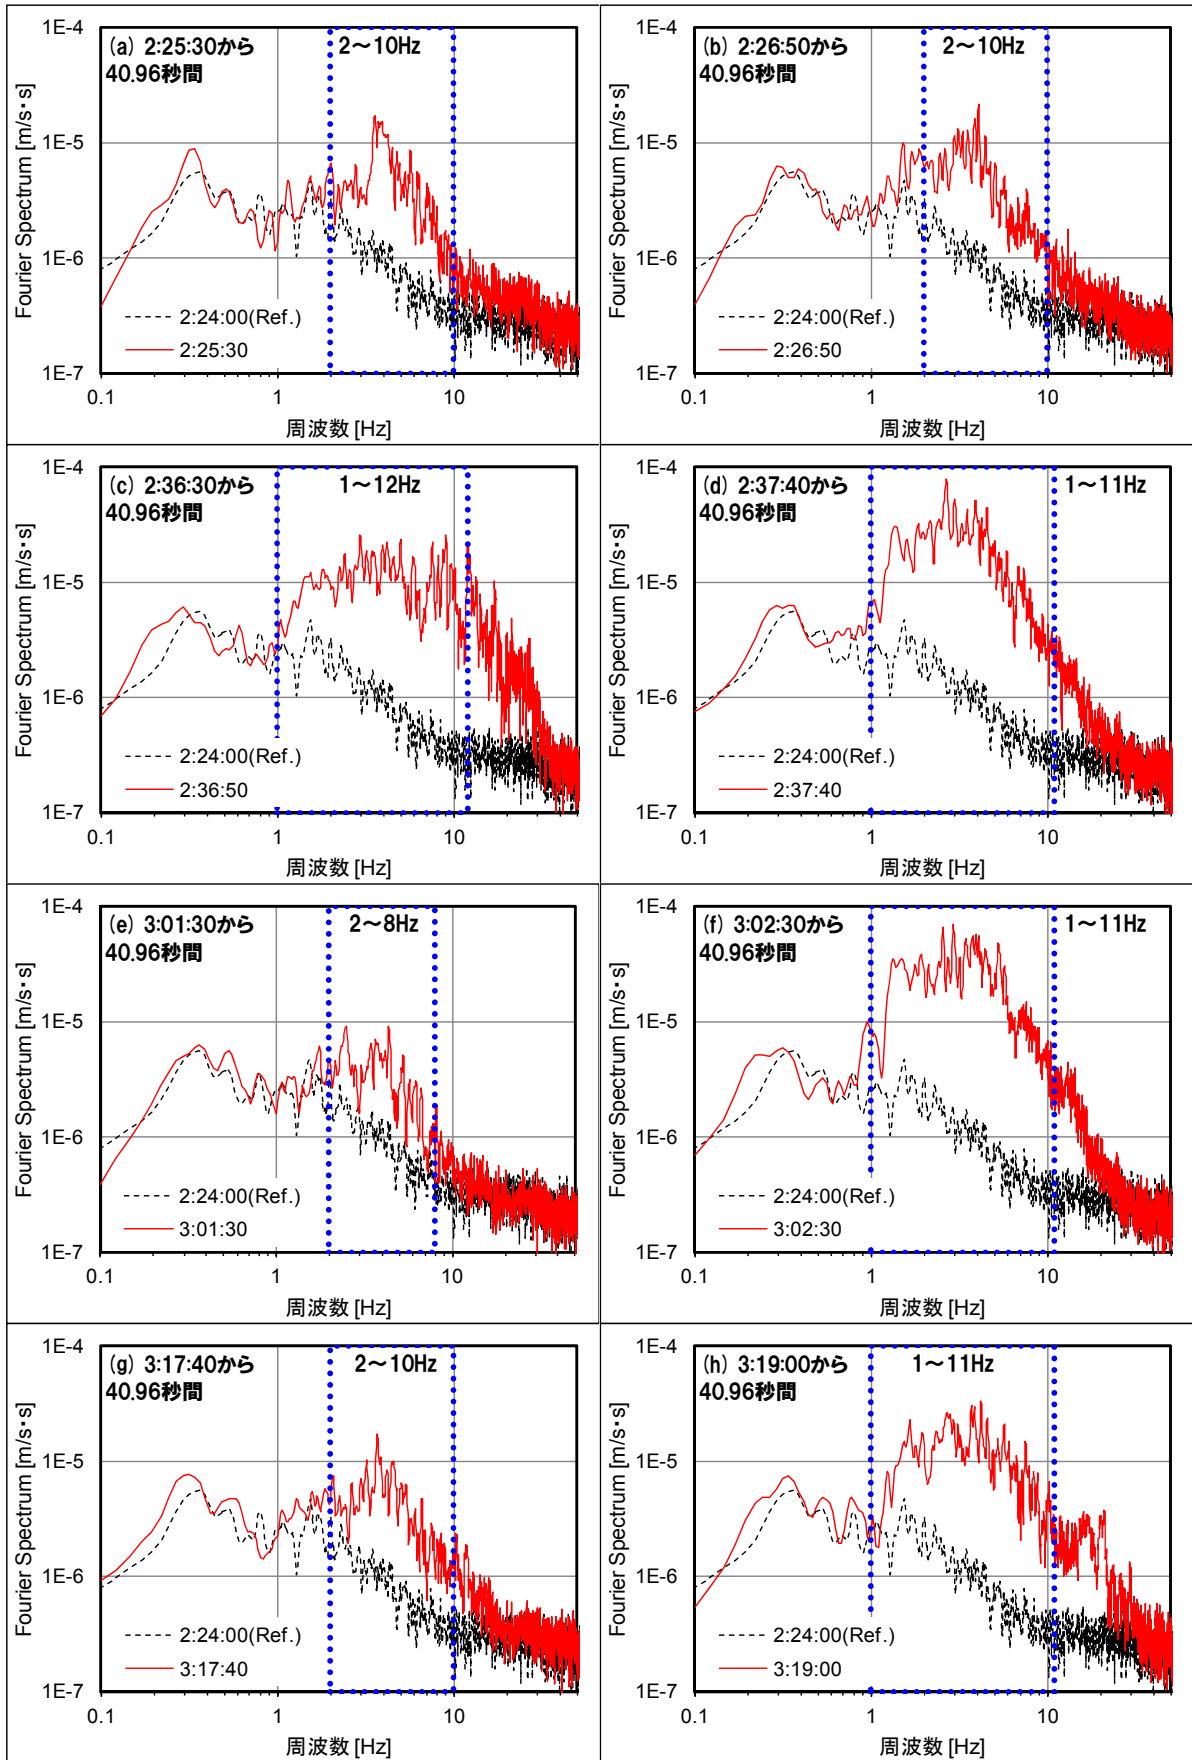 (a) 2:25:30から
40.96秒間
2～10Hz
1E-4
1E-5
1E-6
1E-7
Fourier Spectrum [m/s・s]
2:24:00(Ref.)
2:25:30
0.1
1
10
周波数 [Hz]
(b) 2:26:50から
40.96秒間
2～10Hz
1E-4
1E-5
1E-6
1E-7
Fourier Spectrum [m/s・s]
2:24:00(Ref.)
2:26:50
0.1
1
10
周波数 [Hz]
(c) 2:36:30から
40.96秒間
1～12Hz
1E-4
1E-5
1E-6
1E-7
Fourier Spectrum [m/s・s]
2:24:00(Ref.)
2:36:50
0.1
1
10
周波数 [Hz]
(d) 2:37:40から
40.96秒間
1～11Hz
1E-4
1E-5
1E-6
1E-7
Fourier Spectrum [m/s・s]
2:24:00(Ref.)
2:37:40
0.1
1
10
周波数 [Hz]
(e) 3:01:30から
40.96秒間
2～8Hz
1E-4
1E-5
1E-6
1E-7
Fourier Spectrum [m/s・s]
2:24:00(Ref.)
3:01:30
0.1
1
10
周波数 [Hz]
(f) 3:02:30から
40.96秒間
1～11Hz
1E-4
1E-5
1E-6
1E-7
Fourier Spectrum [m/s・s]
2:24:00(Ref.)
3:02:30
0.1
1
10
周波数 [Hz]
(g) 3:17:40から
40.96秒間
2～10Hz
1E-4
1E-5
1E-6
1E-7
Fourier Spectrum [m/s・s]
2:24:00(Ref.)
3:17:40
0.1
1
10
周波数 [Hz]
(h) 3:19:00から
40.96秒間
1～11Hz
1E-4
1E-5
1E-6
1E-7
Fourier Spectrum [m/s・s]
2:24:00(Ref.)
3:19:00
0.1
1
10
周波数 [Hz]